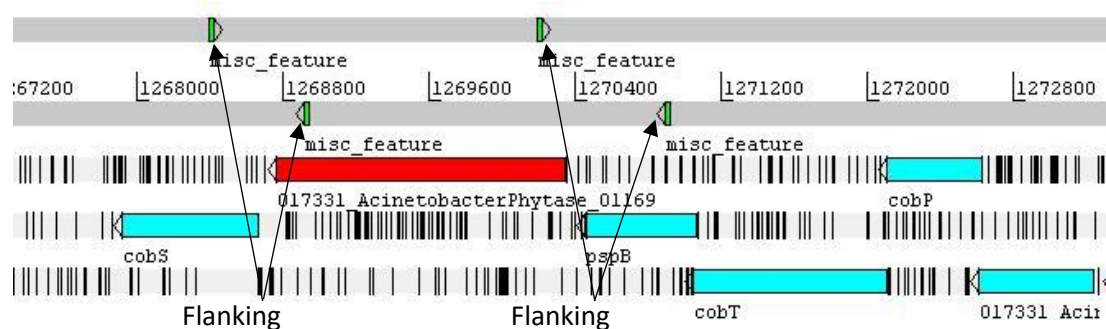 misc_feature misc_feature
:67200 1268000 1268800 1269600 1270400 1271200 1272000 1272800
misc_feature misc_feature
017331_AcinetobacterPhytase_01169 cobP
cobS pspB
Flanking Flanking cobT 017331 Acir